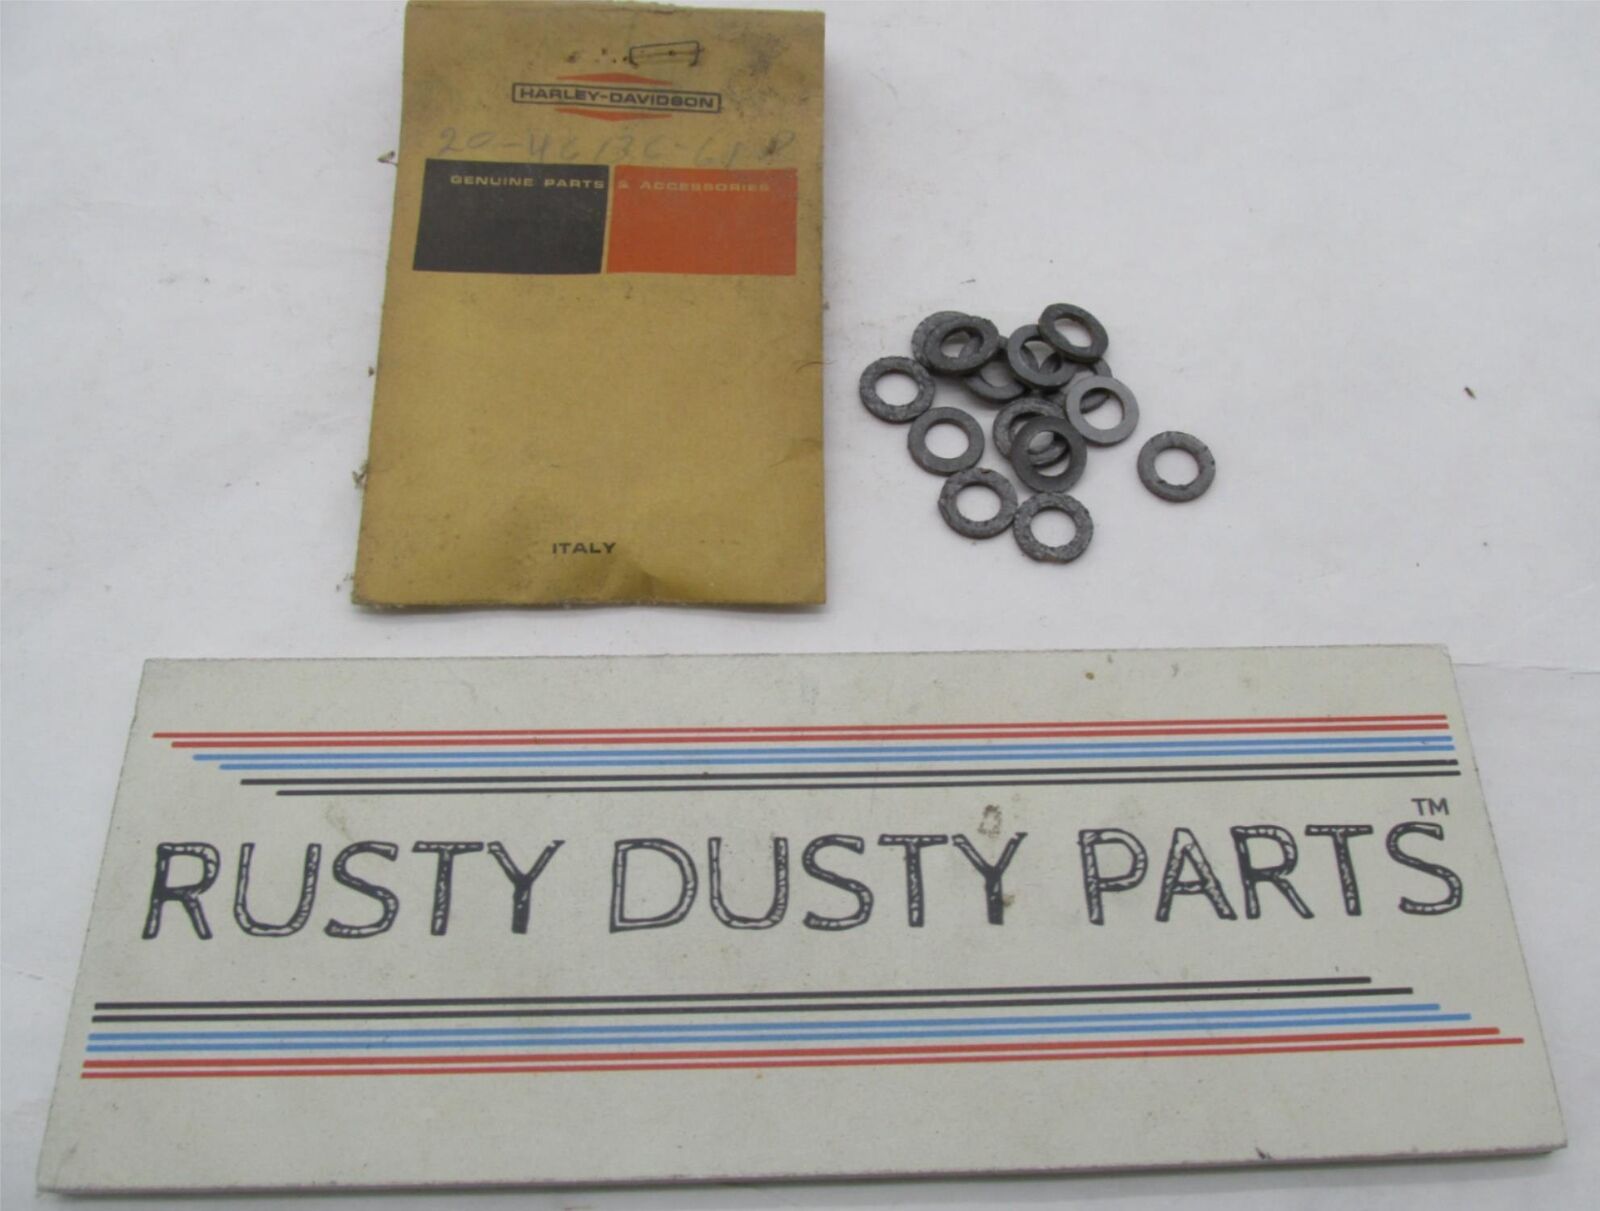 HARLEY-DAVIDSON
GENUINE PARTS & ACCESSORIES
ITALY
RUSTY DUSTY PARTS™